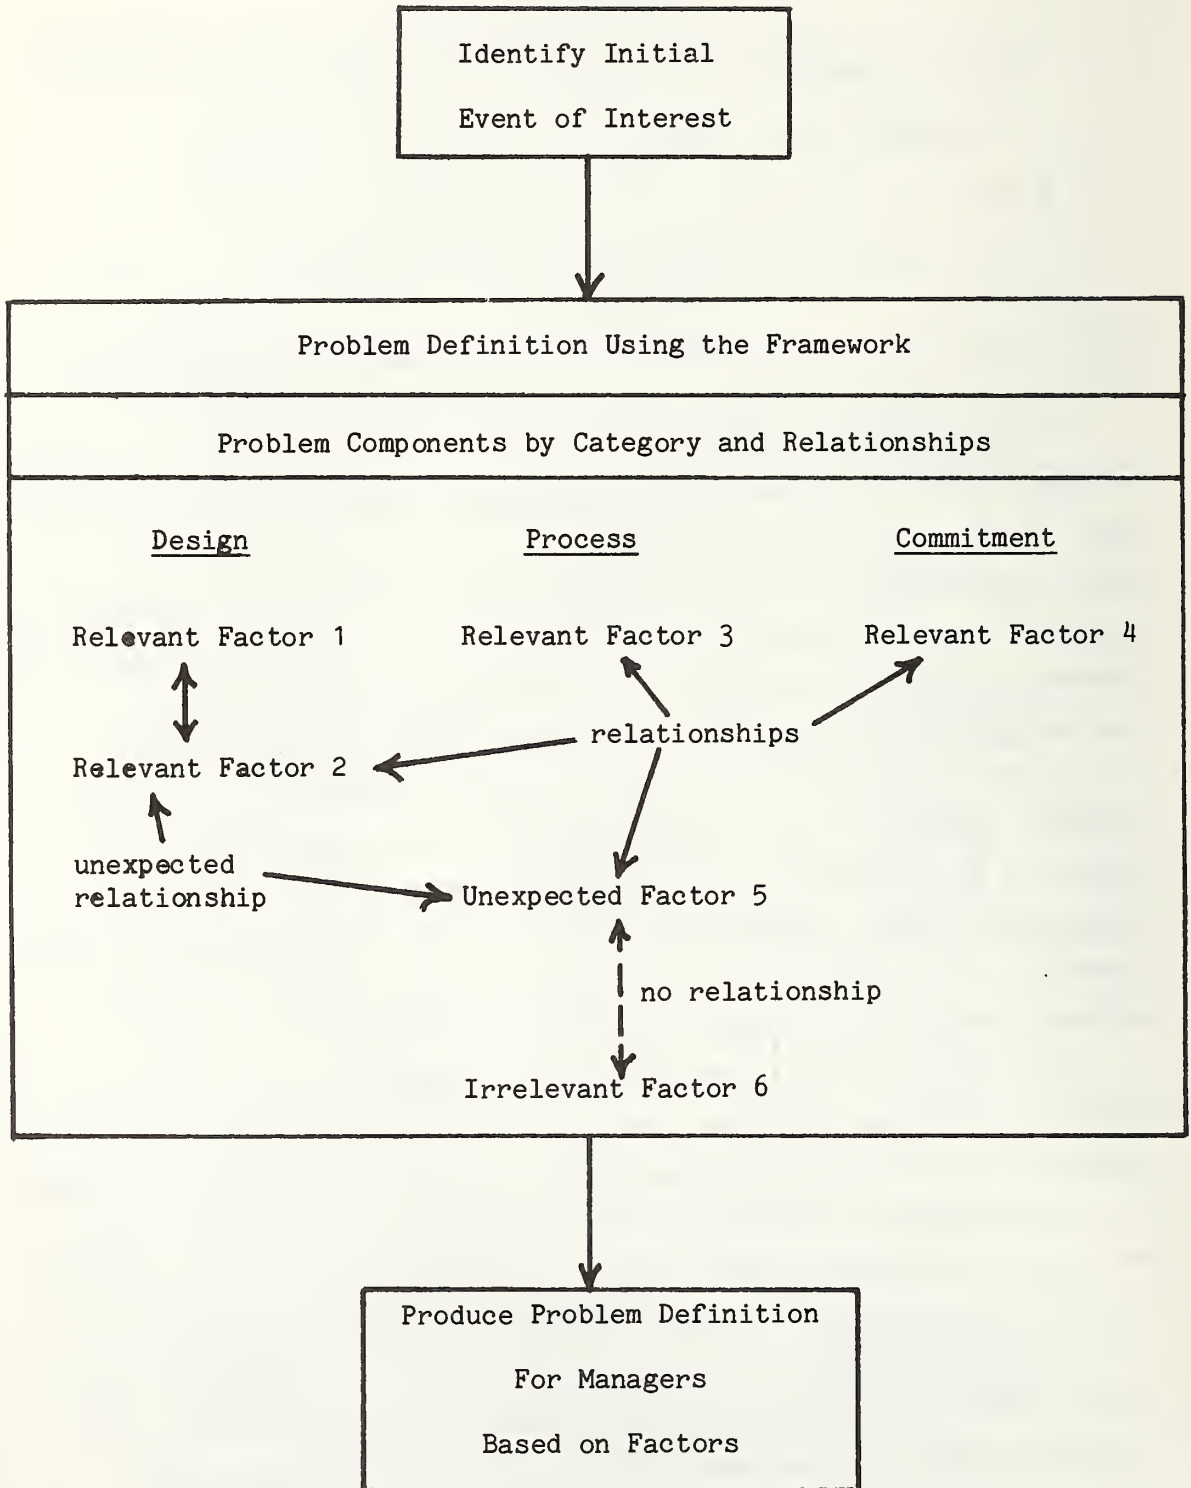 Identify Initial
Event of Interest
Problem Definition Using the Framework
Problem Components by Category and Relationships
Design Process Commitment
Relevant Factor 1 Relevant Factor 3 Relevant Factor 4
relationships
Relevant Factor 2
unexpected
relationship
Unexpected Factor 5
no relationship
Irrelevant Factor 6
Produce Problem Definition
For Managers
Based on Factors